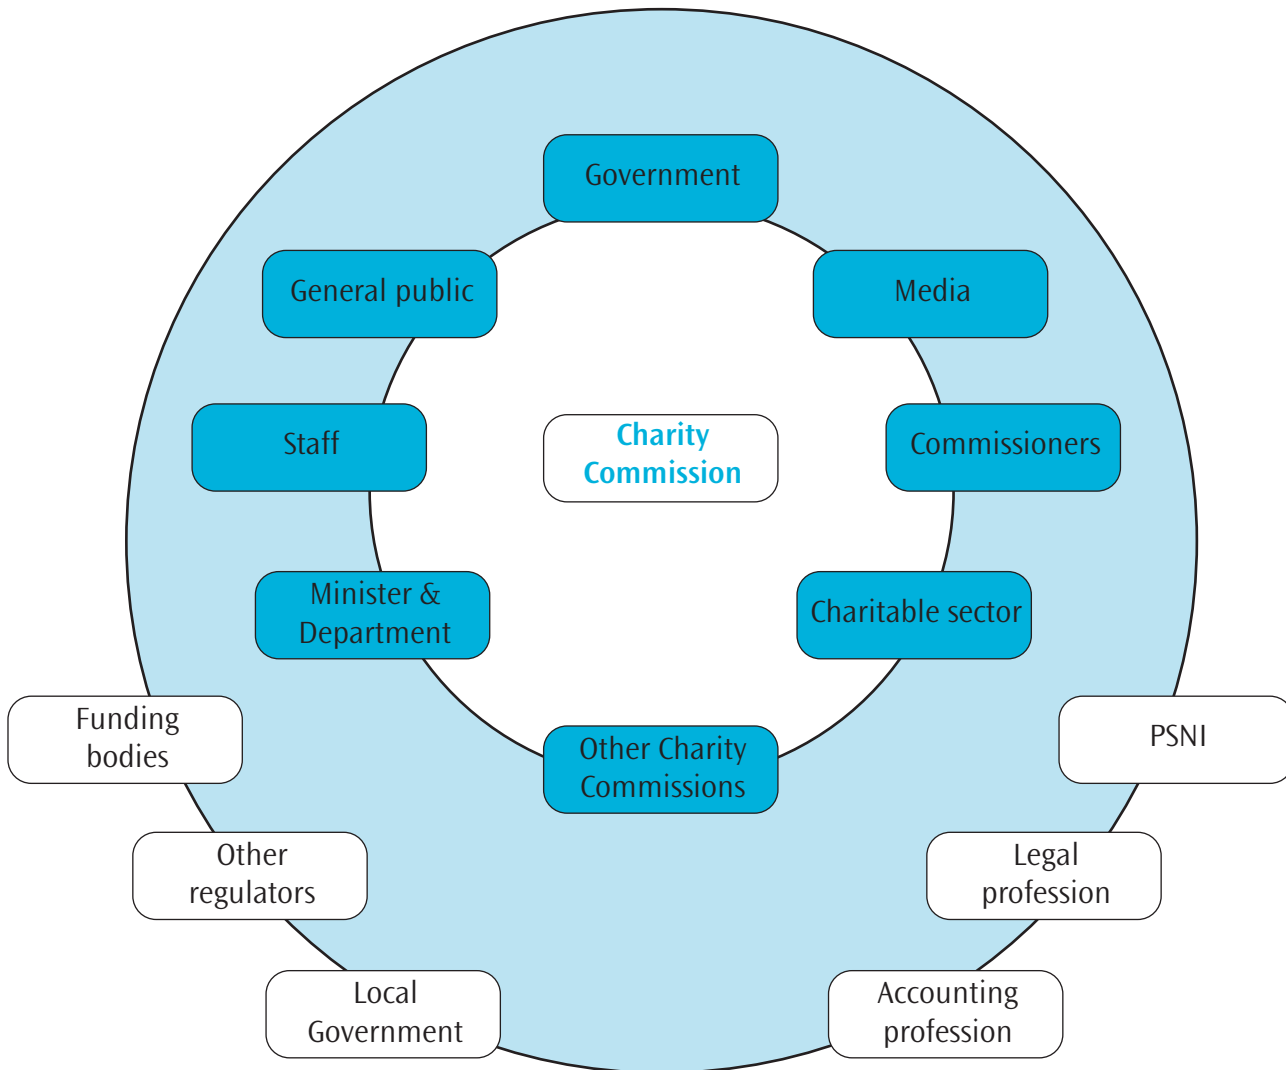 Government
General public
Media
Staff
Charity
Commission
Commissioners
Minister &
Department
Charitable sector
Funding
bodies
Other Charity
Commissions
PSNI
Other
regulators
Legal
profession
Local
Government
Accounting
profession